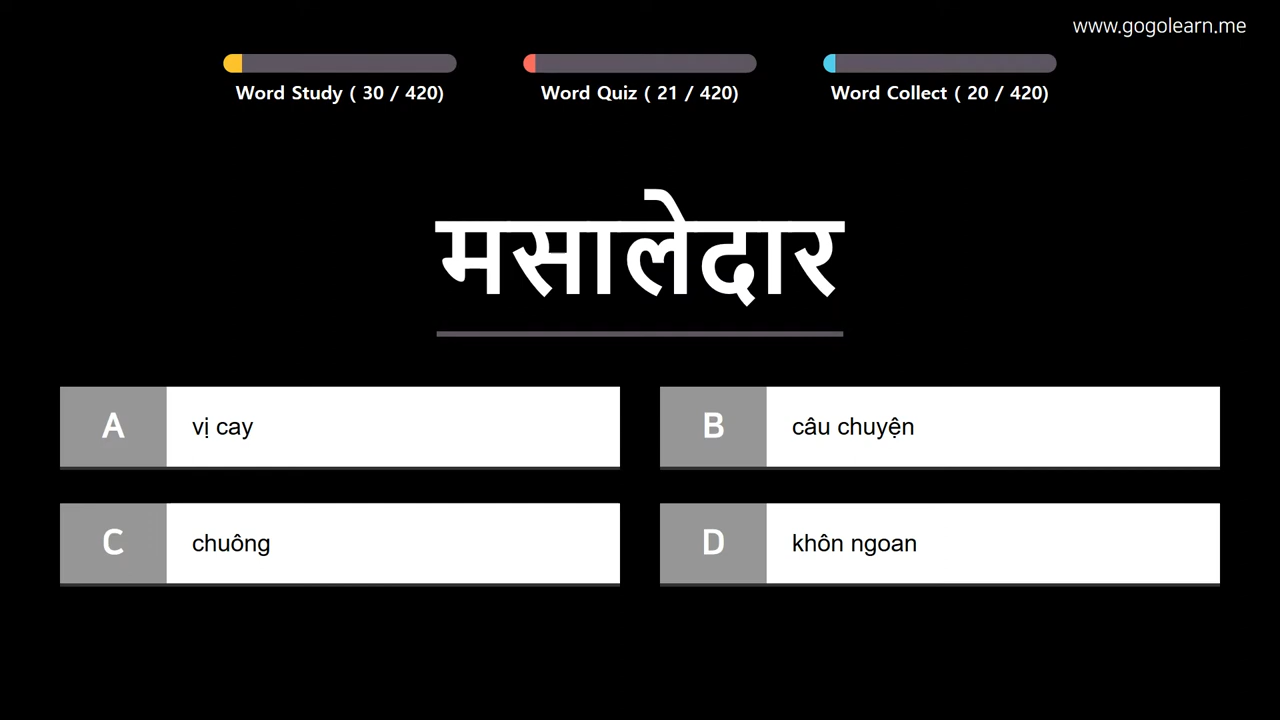 www.gogolearn.me
Word Study ( 30 / 420)
Word Quiz ( 21 / 420)
Word Collect ( 20 / 420)
मसालेदार
A vị cay
B câu chuyện
C chuông
D khôn ngoan